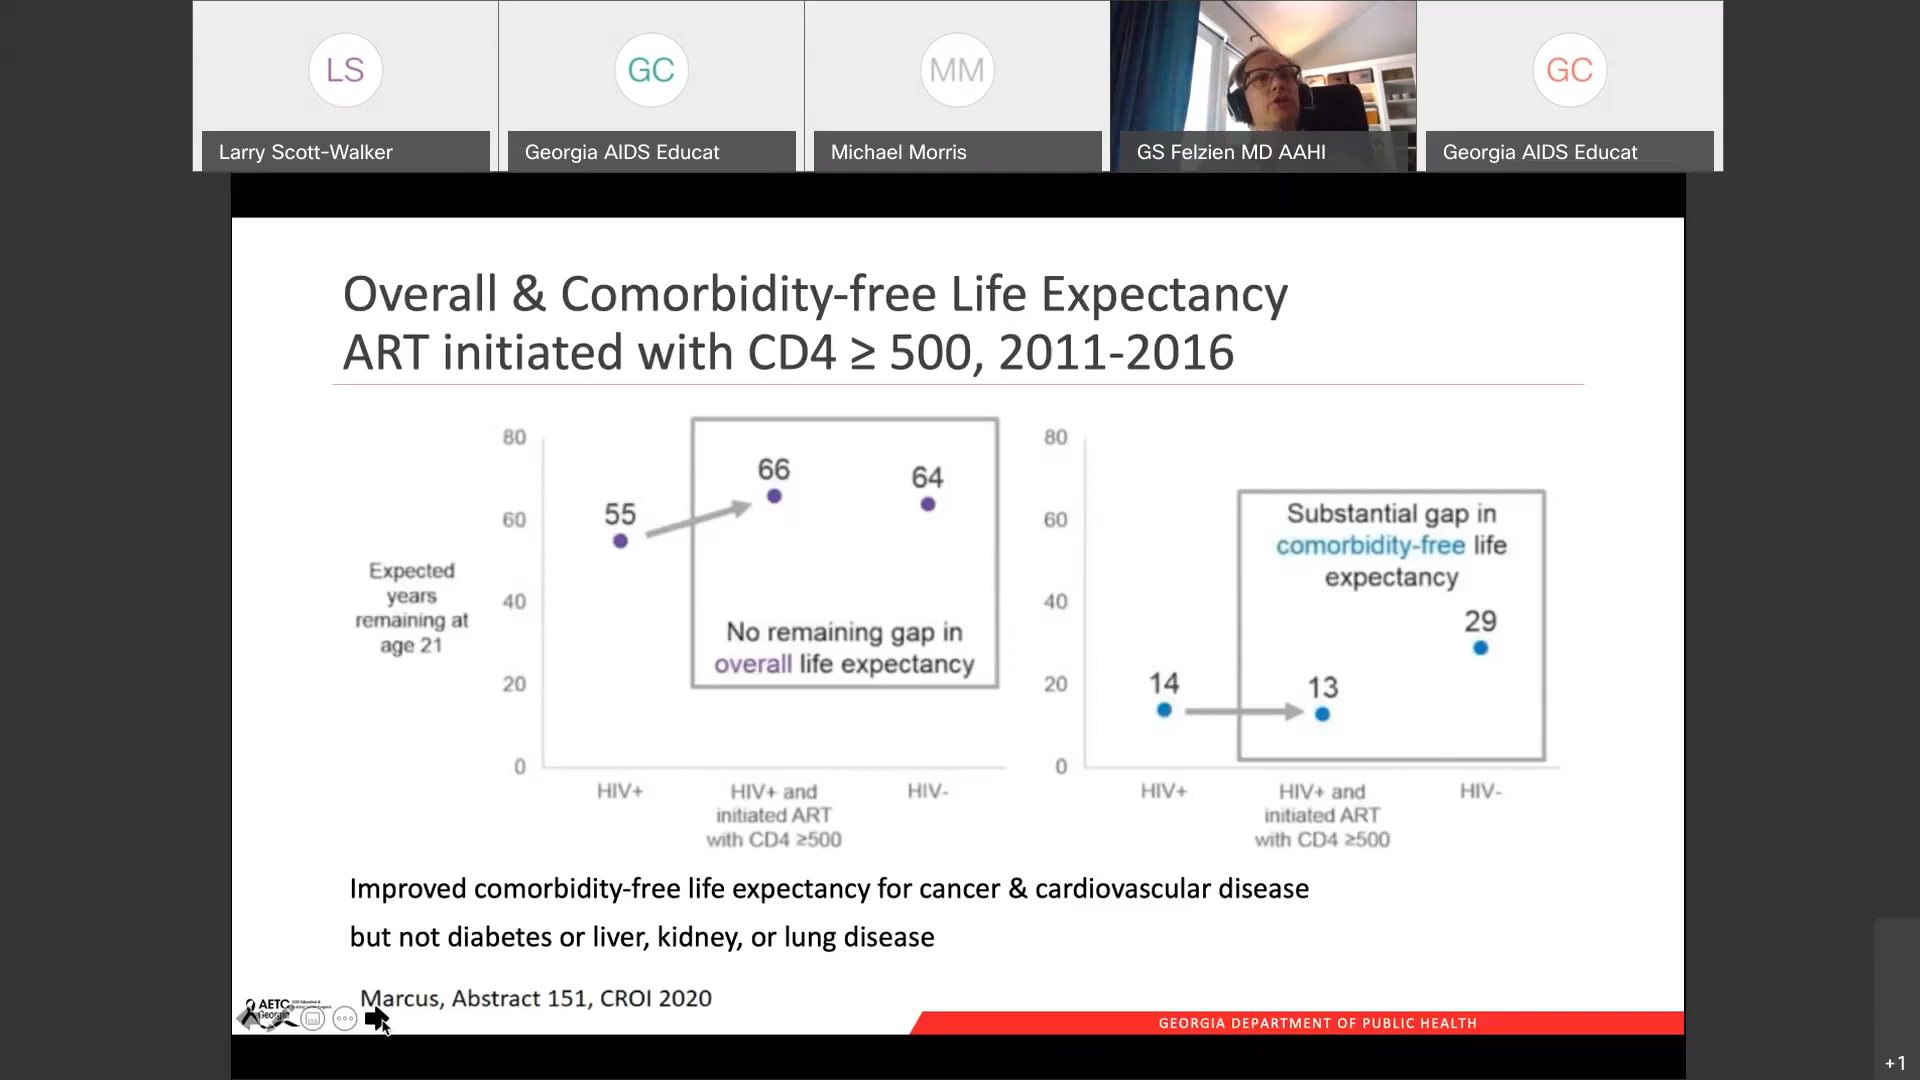 LS
GC
MM
GC
Larry Scott-Walker
Georgia AIDS Educat
Michael Morris
GS Felzien MD AAHI
Georgia AIDS Educat
Overall & Comorbidity-free Life Expectancy
ART initiated with CD4 ≥ 500, 2011-2016
Expected
years
remaining at
age 21
80
60
40
20
0
55
66
64
No remaining gap in
overall life expectancy
HIV+
HIV+ and
initiated ART
with CD4 ≥500
HIV-
80
60
40
20
0
Substantial gap in
comorbidity-free life
expectancy
14
13
29
HIV+
HIV+ and
initiated ART
with CD4 ≥500
HIV-
Improved comorbidity-free life expectancy for cancer & cardiovascular disease
but not diabetes or liver, kidney, or lung disease
Marcus, Abstract 151, CROI 2020
AETC
Georgia
GEORGIA DEPARTMENT OF PUBLIC HEALTH
+1